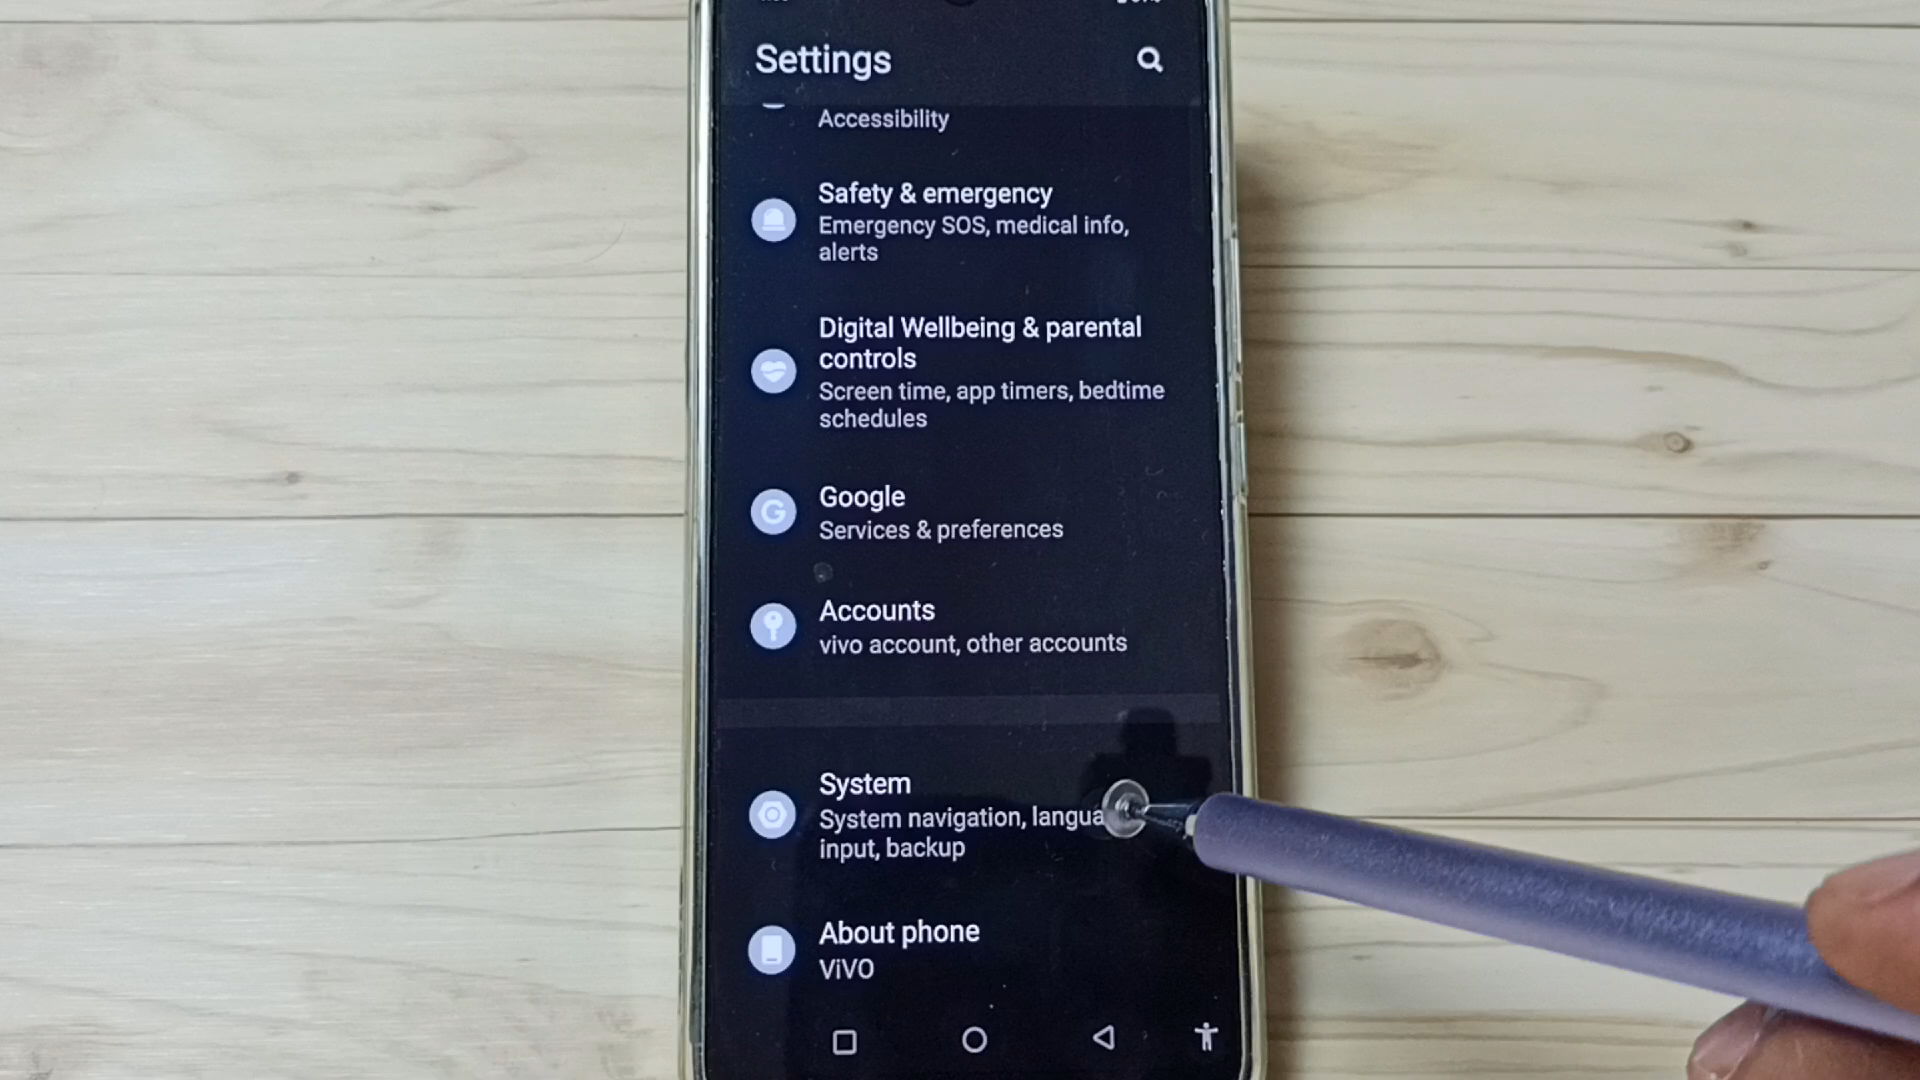 Settings
Accessibility
Safety & emergency
Emergency SOS, medical info,
alerts
Digital Wellbeing & parental
controls
Screen time, app timers, bedtime
schedules
Google
Services & preferences
Accounts
vivo account, other accounts
System
System navigation, langua
input, backup
About phone
ViVO